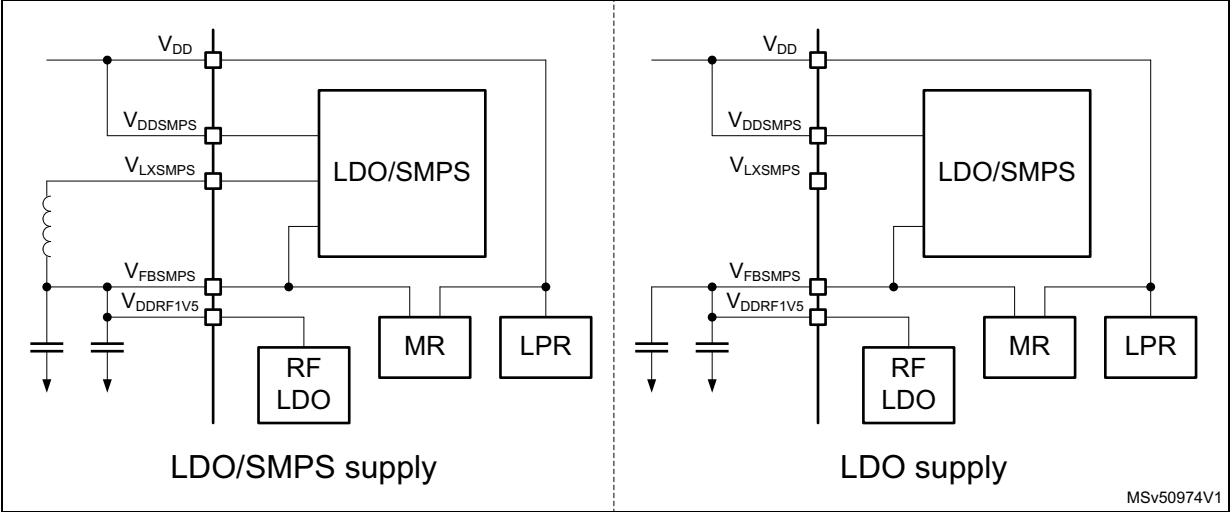 VDD
VDDSMPS
VLXSMPS
LDO/SMPS
VFBSMPS
VDDRF1V5
RF
LDO
MR
LPR
LDO/SMPS supply
VDD
VDDSMPS
VLXSMPS
LDO/SMPS
VFBSMPS
VDDRF1V5
RF
LDO
MR
LPR
LDO supply
MSv50974V1